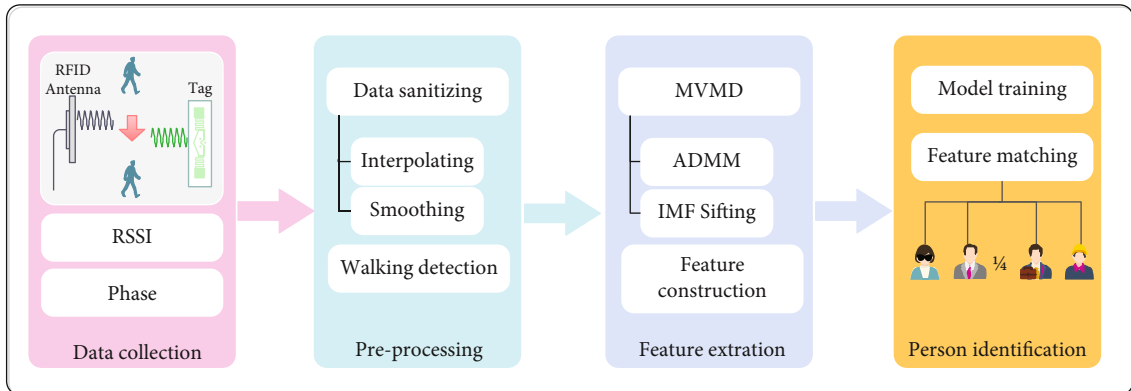 RFID
Antenna
Tag
RSSI
Phase
Data collection
Data sanitizing
Interpolating
Smoothing
Walking detection
Pre-processing
MVMD
ADMM
IMF Sifting
Feature
construction
Feature extration
Model training
Feature matching
¼
Person identification